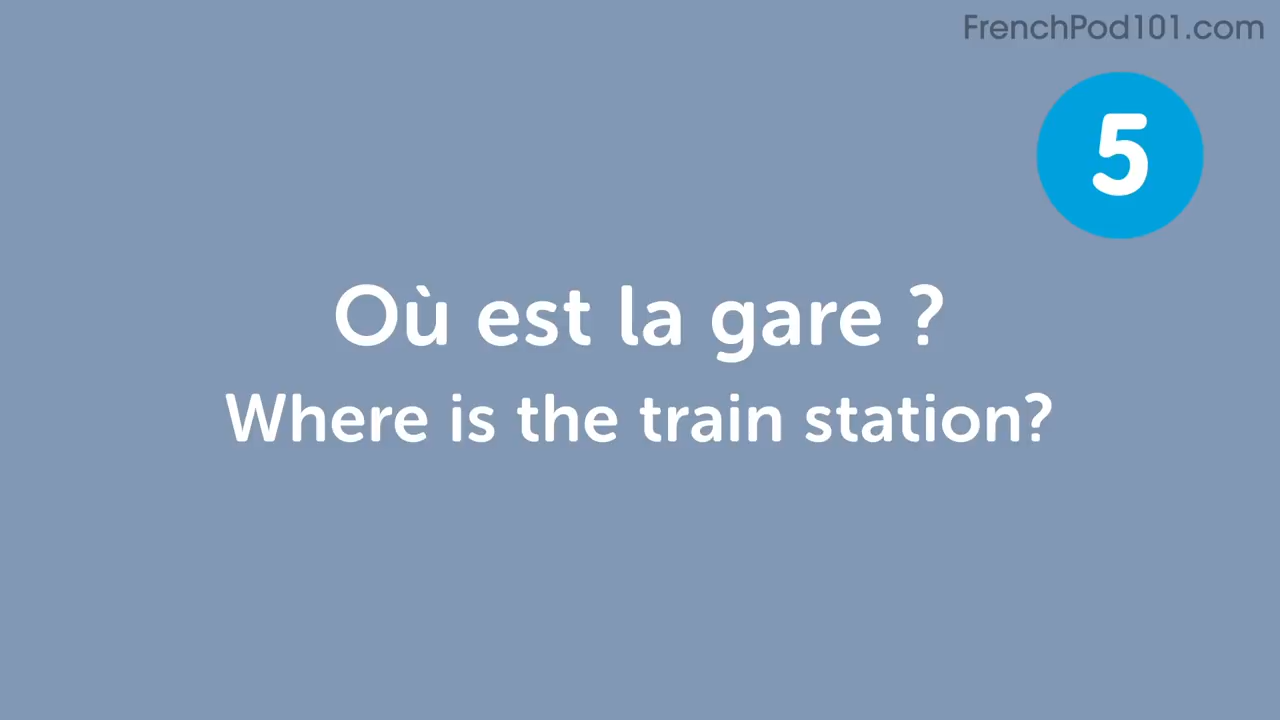 FrenchPod101.com
5
Où est la gare ?
Where is the train station?